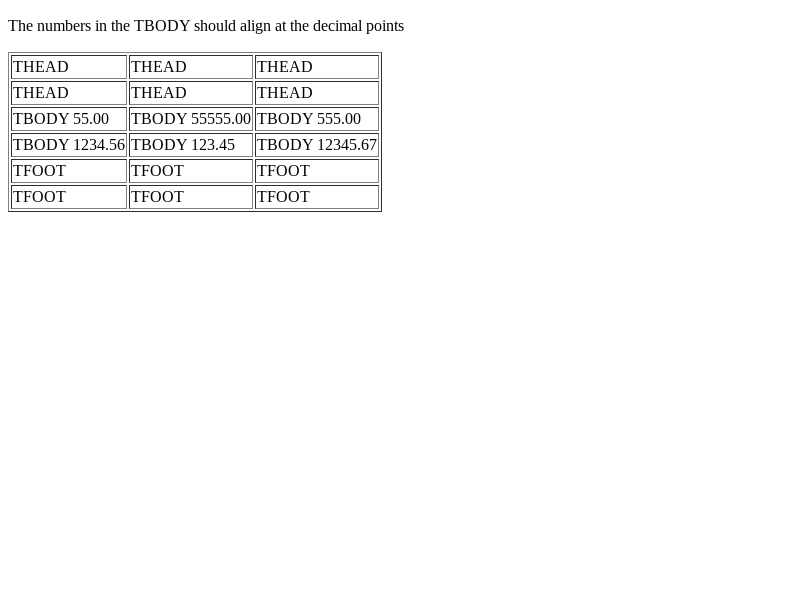 The numbers in the TBODY should align at the decimal points
THEAD THEAD THEAD
THEAD THEAD THEAD
TBODY 55.00 TBODY 55555.00 TBODY 555.00
TBODY 1234.56 TBODY 123.45 TBODY 12345.67
TFOOT TFOOT TFOOT
TFOOT TFOOT TFOOT